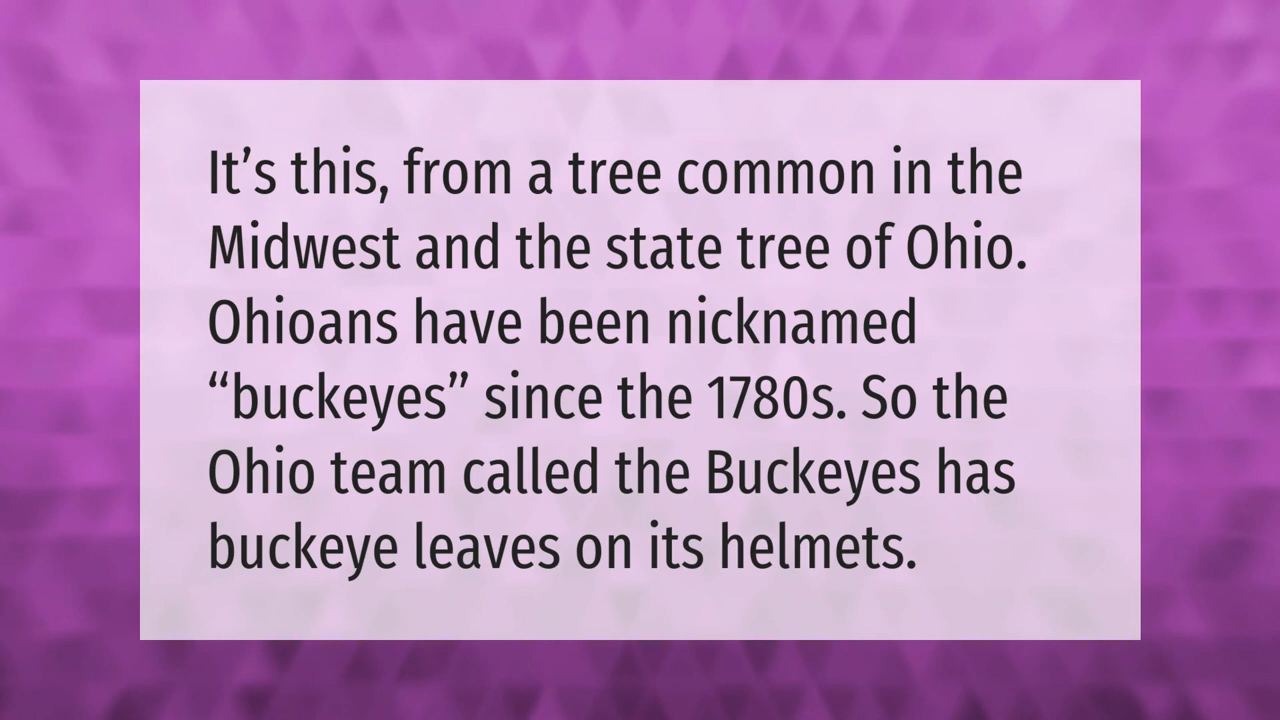 It’s this, from a tree common in the
Midwest and the state tree of Ohio.
Ohioans have been nicknamed
“buckeyes” since the 1780s. So the
Ohio team called the Buckeyes has
buckeye leaves on its helmets.